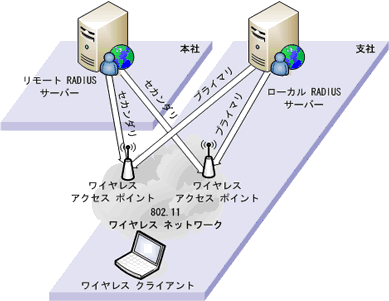 本社
支社
リモート RADIUS
サーバー
ローカル RADIUS
サーバー
セカンダリ
セカンダリ
プライマリ
プライマリ
ワイヤレス
アクセス ポイント
ワイヤレス
アクセス ポイント
802.11
ワイヤレス ネットワーク
ワイヤレス クライアント